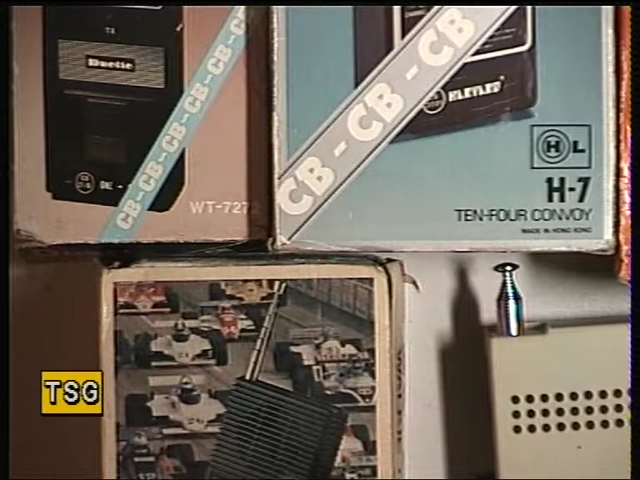 Duette
CB-CB-CB-CB-CB
WT-727
CB-CB-CB
HARVARD
HL
H-7
TEN-FOUR CONVOY
MADE IN HONG KONG
TSG